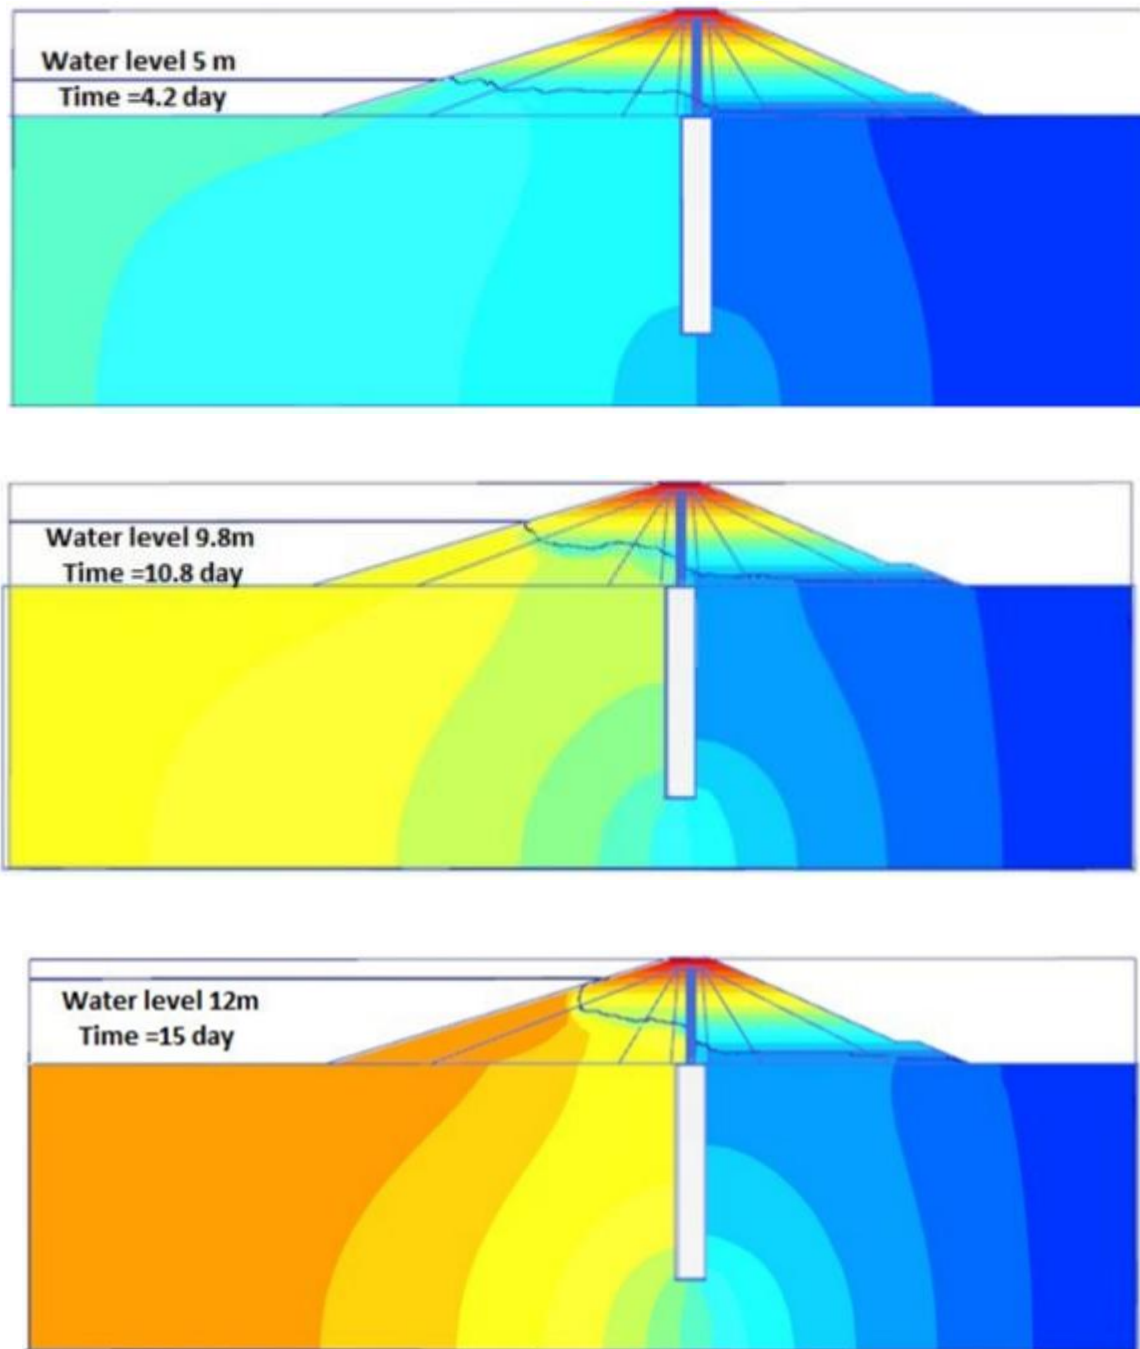 Water level 5 m
Time =4.2 day
Water level 9.8m
Time =10.8 day
Water level 12m
Time =15 day